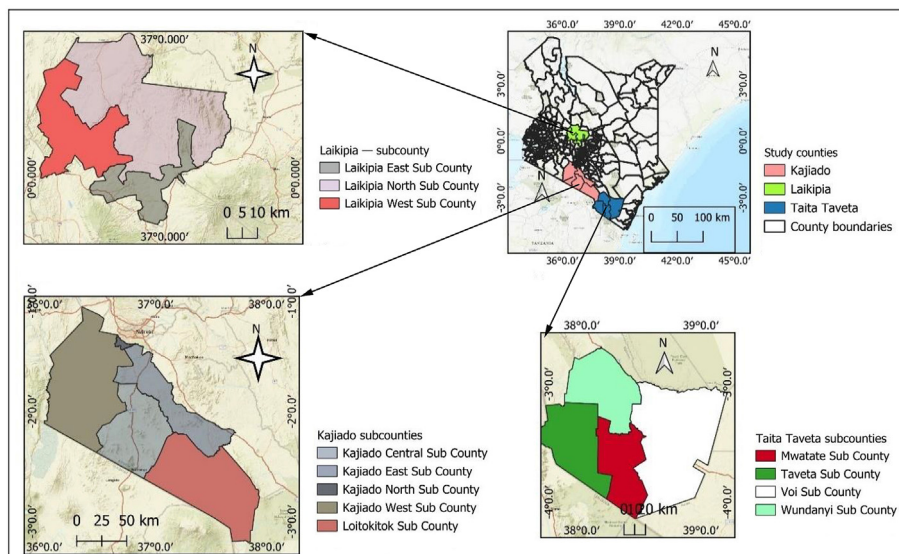 37°0.000'
N
0°0.000'
0°0.000'
0 5 10 km
37°0.000'
Laikipia — subcounty
Laikipia East Sub County
Laikipia North Sub County
Laikipia West Sub County
36°0.0' 39°0.0' 42°0.0' 45°0.0'
N
3°0.0'
3°0.0'
0°0.0'
0°0.0'
-3°0.0'
-3°0.0'
N
TANZANIA
0 50 100 km
36°0.0' 39°0.0' 42°0.0' 45°0.0'
Study counties
Kajiado
Laikipia
Taita Taveta
County boundaries
36°0.0' 37°0.0' 38°0.0'
-1°0.0'
N
-2°0.0'
-2°0.0'
-3°0.0'
-3°0.0'
0 25 50 km
36°0.0' 37°0.0' 38°0.0'
Kajiado subcounties
Kajiado Central Sub County
Kajiado East Sub County
Kajiado North Sub County
Kajiado West Sub County
Loitokitok Sub County
38°0.0' 39°0.0'
N
-3°0.0'
-3°0.0'
-4°0.0'
-4°0.0'
0 10 20 km
38°0.0' 39°0.0'
Taita Taveta subcounties
Mwatate Sub County
Taveta Sub County
Voi Sub County
Wundanyi Sub County